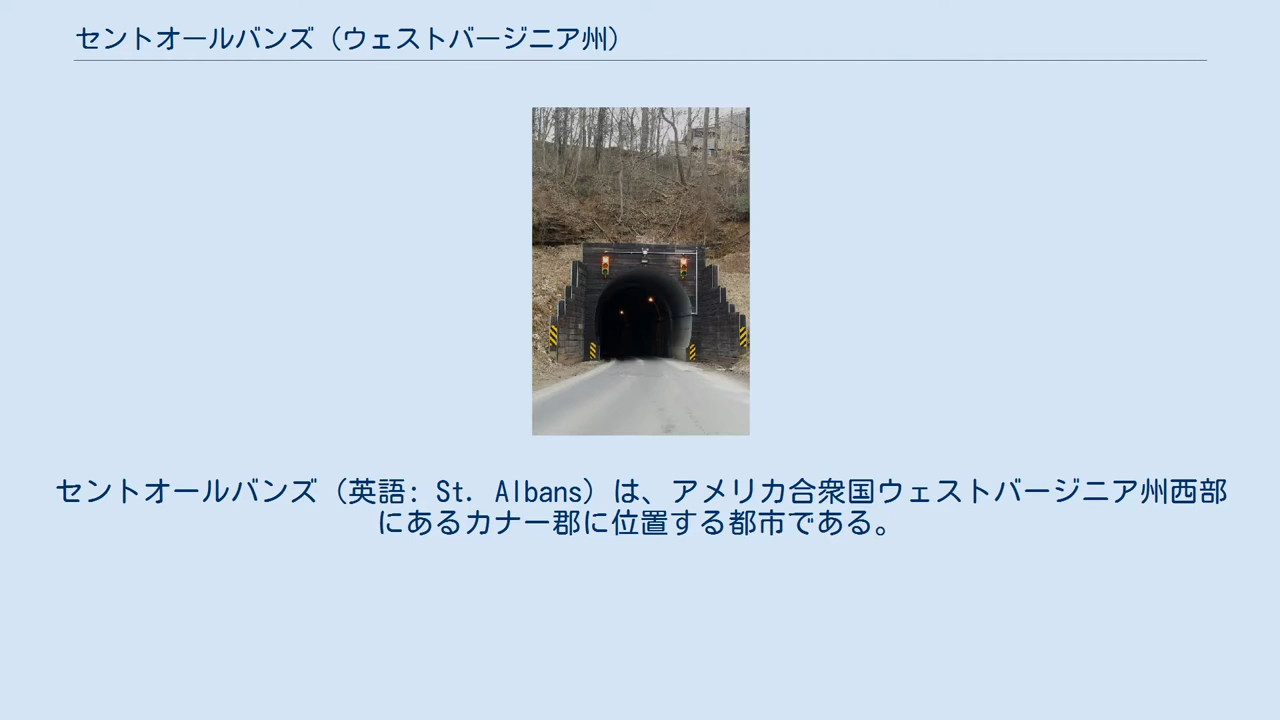 セントオールバンズ（ウェストバージニア州）
セントオールバンズ（英語: St. Albans）は、アメリカ合衆国ウェストバージニア州西部
にあるカナー郡に位置する都市である。